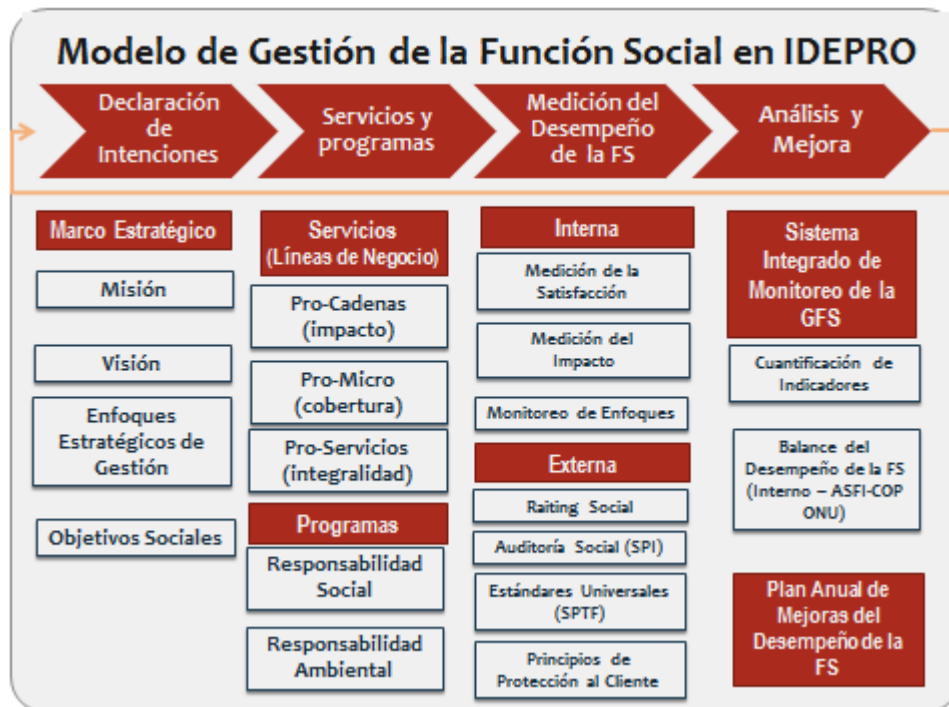 Modelo de Gestión de la Función Social en IDEPRO
Declaración
de
Intenciones
Servicios y
programas
Medición del
Desempeño
de la FS
Análisis y
Mejora
Marco Estratégico
Misión
Visión
Enfoques
Estratégicos de
Gestión
Objetivos Sociales
Servicios
(Líneas de Negocio)
Pro-Cadenas
(impacto)
Pro-Micro
(cobertura)
Pro-Servicios
(integralidad)
Programas
Responsabilidad
Social
Responsabilidad
Ambiental
Interna
Medición de la
Satisfacción
Medición del
Impacto
Monitoreo de Enfoques
Externa
Raiting Social
Auditoría Social (SPI)
Estándares Universales
(SPTF)
Principios de
Protección al Cliente
Sistema
Integrado de
Monitoreo de la
GFS
Cuantificación de
Indicadores
Balance del
Desempeño de la FS
(Interno – ASFI-COP
ONU)
Plan Anual de
Mejoras del
Desempeño de la
FS